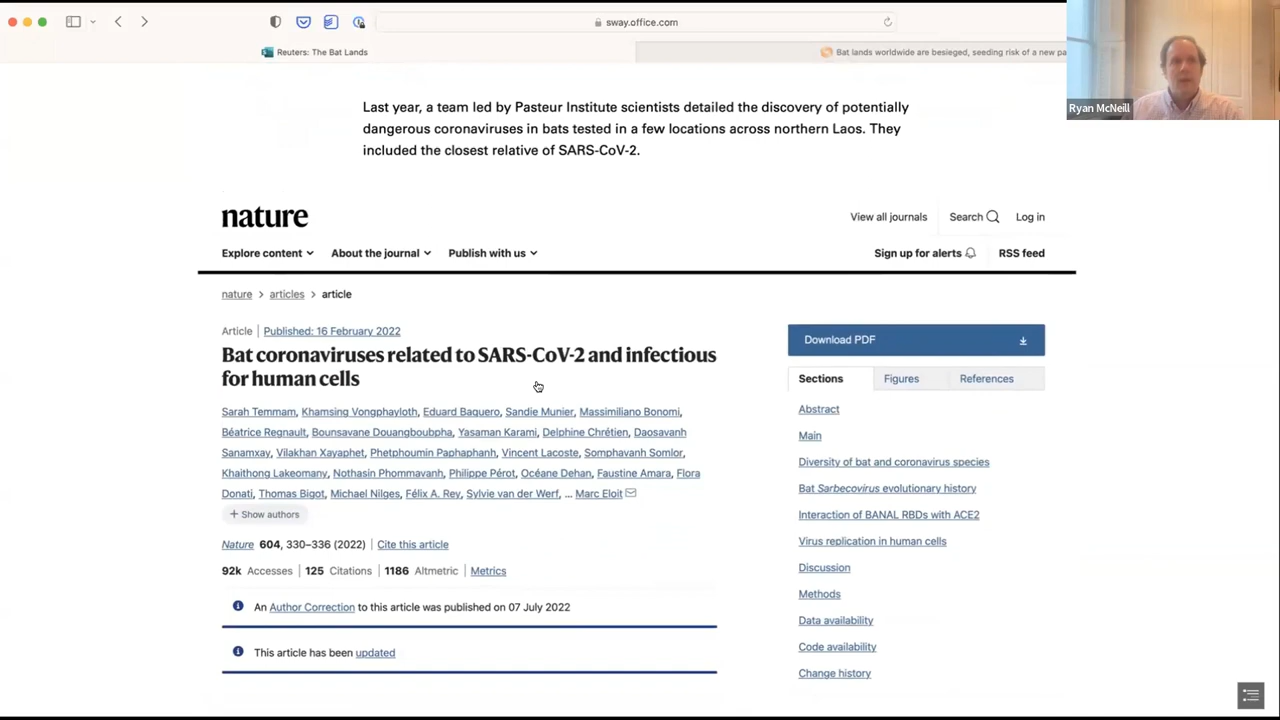 sway.office.com
Reuters: The Bat Lands
Bat lands worldwide are besieged, seeding risk of a new pa
Ryan McNeill
Last year, a team led by Pasteur Institute scientists detailed the discovery of potentially
dangerous coronaviruses in bats tested in a few locations across northern Laos. They
included the closest relative of SARS-CoV-2.
nature
View all journals
Search
Log in
Explore content
About the journal
Publish with us
Sign up for alerts
RSS feed
nature > articles > article
Article | Published: 16 February 2022
Bat coronaviruses related to SARS-CoV-2 and infectious
for human cells
Sarah Temmam, Khamsing Vongphayloth, Eduard Baquero, Sandie Munier, Massimiliano Bonomi,
Béatrice Regnault, Bounsavane Douangboubpha, Yasaman Karami, Delphine Chrétien, Daosavanh
Sanamxay, Vilakhan Xayaphet, Phetphoumin Paphaphanh, Vincent Lacoste, Somphavanh Somlor,
Khaithong Lakeomany, Nothasin Phommavanh, Philippe Pérot, Océane Dehan, Faustine Amara, Flora
Donati, Thomas Bigot, Michael Nilges, Félix A. Rey, Sylvie van der Werf, ... Marc Eloit
+ Show authors
Nature 604, 330–336 (2022) | Cite this article
92k Accesses | 125 Citations | 1186 Altmetric | Metrics
An Author Correction to this article was published on 07 July 2022
This article has been updated
Download PDF
Sections
Figures
References
Abstract
Main
Diversity of bat and coronavirus species
Bat Sarbecovirus evolutionary history
Interaction of BANAL RBDs with ACE2
Virus replication in human cells
Discussion
Methods
Data availability
Code availability
Change history